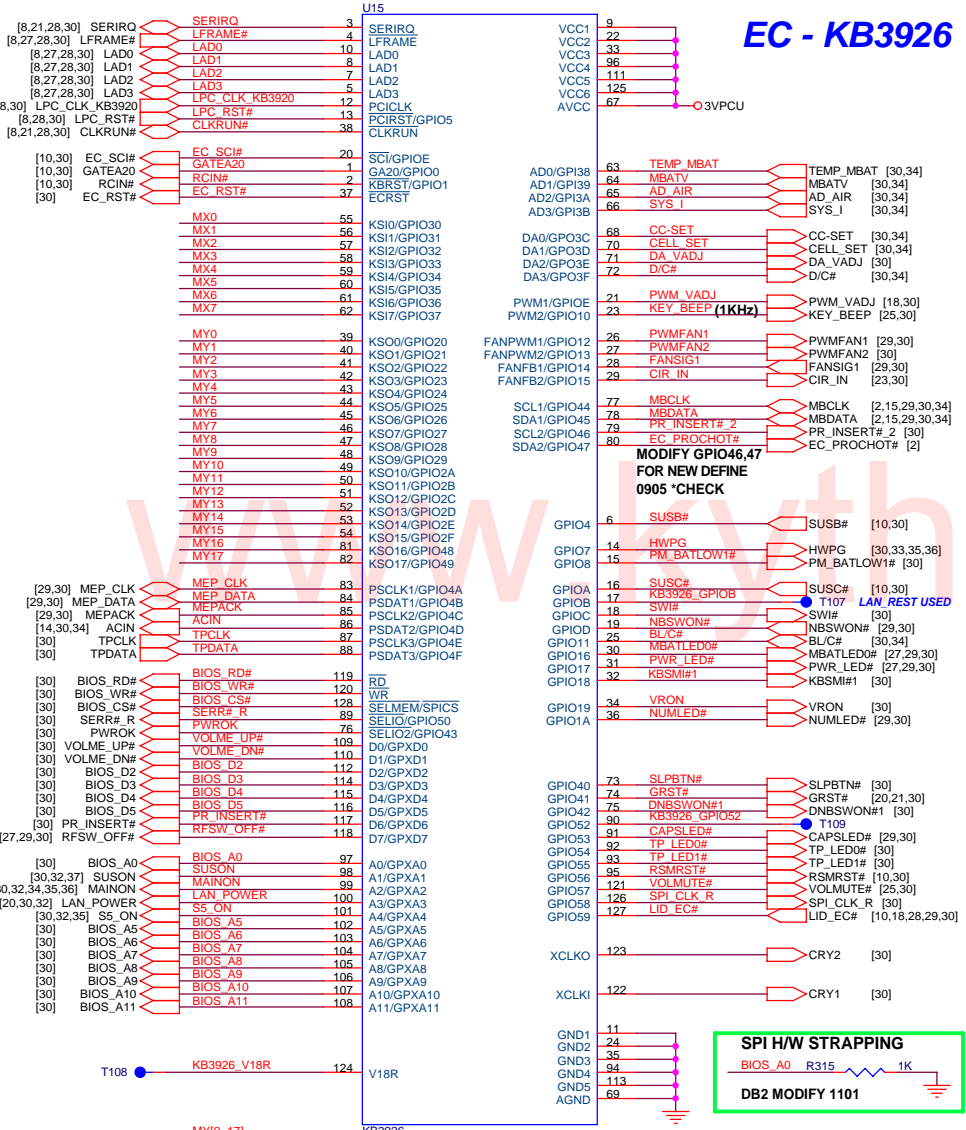 U15
EC - KB3926
[8,21,28,30] SERIRQ SERIRQ 3 SERIRQ
[8,27,28,30] LFRAME# LFRAME# 4 LFRAME
[8,27,28,30] LAD0 LAD0 10 LAD0
[8,27,28,30] LAD1 LAD1 8 LAD1
[8,27,28,30] LAD2 LAD2 7 LAD2
[8,27,28,30] LAD3 LAD3 5 LAD3
8,30] LPC_CLK_KB3920 LPC_CLK_KB3920 12 PCICLK
[8,28,30] LPC_RST# LPC_RST# 13 PCIRST/GPIO5
[8,21,28,30] CLKRUN# CLKRUN# 38 CLKRUN
VCC1 9
VCC2 22
VCC3 33
VCC4 96
VCC5 111
VCC6 125
AVCC 67 3VPCU
[10,30] EC_SCI# EC_SCI# 20 SCI/GPIOE
[10,30] GATEA20 GATEA20 1 GA20/GPIO0
[10,30] RCIN# RCIN# 2 KBRST/GPIO1
[30] EC_RST# EC_RST# 37 ECRST
AD0/GPI38 63 TEMP_MBAT TEMP_MBAT [30,34]
AD1/GPI39 64 MBATV MBATV [30,34]
AD2/GPI3A 65 AD_AIR AD_AIR [30,34]
AD3/GPI3B 66 SYS_I SYS_I [30,34]
MX0 55 KSI0/GPIO30
MX1 56 KSI1/GPIO31
MX2 57 KSI2/GPIO32
MX3 58 KSI3/GPIO33
MX4 59 KSI4/GPIO34
MX5 60 KSI5/GPIO35
MX6 61 KSI6/GPIO36
MX7 62 KSI7/GPIO37
DA0/GPO3C 68 CC-SET CC-SET [30,34]
DA1/GPO3D 70 CELL_SET CELL_SET [30,34]
DA2/GPO3E 71 DA_VADJ DA_VADJ [30]
DA3/GPO3F 72 D/C# D/C# [30,34]
PWM1/GPIOE 21 PWM_VADJ PWM_VADJ [18,30]
PWM2/GPIO10 23 KEY_BEEP (1KHz) KEY_BEEP [25,30]
MY0 39 KSO0/GPIO20
MY1 40 KSO1/GPIO21
MY2 41 KSO2/GPIO22
MY3 42 KSO3/GPIO23
MY4 43 KSO4/GPIO24
MY5 44 KSO5/GPIO25
MY6 45 KSO6/GPIO26
MY7 46 KSO7/GPIO27
MY8 47 KSO8/GPIO28
MY9 48 KSO9/GPIO29
MY10 49 KSO10/GPIO2A
MY11 50 KSO11/GPIO2B
MY12 51 KSO12/GPIO2C
MY13 52 KSO13/GPIO2D
MY14 53 KSO14/GPIO2E
MY15 54 KSO15/GPIO2F
MY16 81 KSO16/GPIO48
MY17 82 KSO17/GPIO49
FANPWM1/GPIO12 26 PWMFAN1 PWMFAN1 [29,30]
FANPWM2/GPIO13 27 PWMFAN2 PWMFAN2 [30]
FANFB1/GPIO14 28 FANSIG1 FANSIG1 [29,30]
FANFB2/GPIO15 29 CIR_IN CIR_IN [23,30]
SCL1/GPIO44 77 MBCLK MBCLK [2,15,29,30,34]
SDA1/GPIO45 78 MBDATA MBDATA [2,15,29,30,34]
SCL2/GPIO46 79 PR_INSERT#_2 PR_INSERT#_2 [30]
SDA2/GPIO47 80 EC_PROCHOT# EC_PROCHOT# [2]
MODIFY GPIO46,47
FOR NEW DEFINE
0905 *CHECK
www.kyth
GPIO4 6 SUSB# SUSB# [10,30]
GPIO7 14 HWPG HWPG [30,33,35,36]
GPIO8 15 PM_BATLOW1# PM_BATLOW1# [30]
[29,30] MEP_CLK MEP_CLK 83 PSCLK1/GPIO4A
[29,30] MEP_DATA MEP_DATA 84 PSDAT1/GPIO4B
[29,30] MEPACK MEPACK 85 PSCLK2/GPIO4C
[14,30,34] ACIN ACIN 86 PSDAT2/GPIO4D
[30] TPCLK TPCLK 87 PSCLK3/GPIO4E
[30] TPDATA TPDATA 88 PSDAT3/GPIO4F
GPIOA 16 SUSC# SUSC# [10,30]
GPIOB 17 KB3926_GPIOB T107 LAN_REST USED
GPIOC 18 SWI# SWI# [30]
GPIOD 19 NBSWON# NBSWON# [29,30]
GPIO11 25 BL/C# BL/C# [30,34]
GPIO16 30 MBATLED0# MBATLED0# [27,29,30]
GPIO17 31 PWR_LED# PWR_LED# [27,29,30]
GPIO18 32 KBSMI#1 KBSMI#1 [30]
GPIO19 34 VRON VRON [30]
GPIO1A 36 NUMLED# NUMLED# [29,30]
[30] BIOS_RD# BIOS_RD# 119 RD
[30] BIOS_WR# BIOS_WR# 120 WR
[30] BIOS_CS# BIOS_CS# 128 SELMEM/SPICS
[30] SERR#_R SERR#_R 89 SELIO/GPIO50
[30] PWROK PWROK 76 SELIO2/GPIO43
[30] VOLME_UP# VOLME_UP# 109 D0/GPXD0
[30] VOLME_DN# VOLME_DN# 110 D1/GPXD1
[30] BIOS_D2 BIOS_D2 112 D2/GPXD2
[30] BIOS_D3 BIOS_D3 114 D3/GPXD3
[30] BIOS_D4 BIOS_D4 115 D4/GPXD4
[30] BIOS_D5 BIOS_D5 116 D5/GPXD5
[30] PR_INSERT# PR_INSERT# 117 D6/GPXD6
[27,29,30] RFSW_OFF# RFSW_OFF# 118 D7/GPXD7
GPIO40 73 SLPBTN# SLPBTN# [30]
GPIO41 74 GRST# GRST# [20,21,30]
GPIO42 75 DNBSWON#1 DNBSWON#1 [30]
GPIO52 90 KB3926_GPIO52 T109
GPIO53 91 CAPSLED# CAPSLED# [29,30]
GPIO54 92 TP_LED0# TP_LED0# [30]
GPIO55 93 TP_LED1# TP_LED1# [30]
GPIO56 95 RSMRST# RSMRST# [10,30]
GPIO57 121 VOLMUTE# VOLMUTE# [25,30]
GPIO58 126 SPI_CLK_R SPI_CLK_R [30]
GPIO59 127 LID_EC# LID_EC# [10,18,28,29,30]
[30] BIOS_A0 BIOS_A0 97 A0/GPXA0
[30,32,37] SUSON SUSON 98 A1/GPXA1
0,32,34,35,36] MAINON MAINON 99 A2/GPXA2
[20,30,32] LAN_POWER LAN_POWER 100 A3/GPXA3
[30,32,35] S5_ON S5_ON 101 A4/GPXA4
[30] BIOS_A5 BIOS_A5 102 A5/GPXA5
[30] BIOS_A6 BIOS_A6 103 A6/GPXA6
[30] BIOS_A7 BIOS_A7 104 A7/GPXA7
[30] BIOS_A8 BIOS_A8 105 A8/GPXA8
[30] BIOS_A9 BIOS_A9 106 A9/GPXA9
[30] BIOS_A10 BIOS_A10 107 A10/GPXA10
[30] BIOS_A11 BIOS_A11 108 A11/GPXA11
XCLKO 123 CRY2 [30]
XCLKI 122 CRY1 [30]
GND1 11
GND2 24
GND3 35
GND4 94
GND5 113
AGND 69
T108 KB3926_V18R 124 V18R
SPI H/W STRAPPING
BIOS_A0 R315 1K
DB2 MODIFY 1101